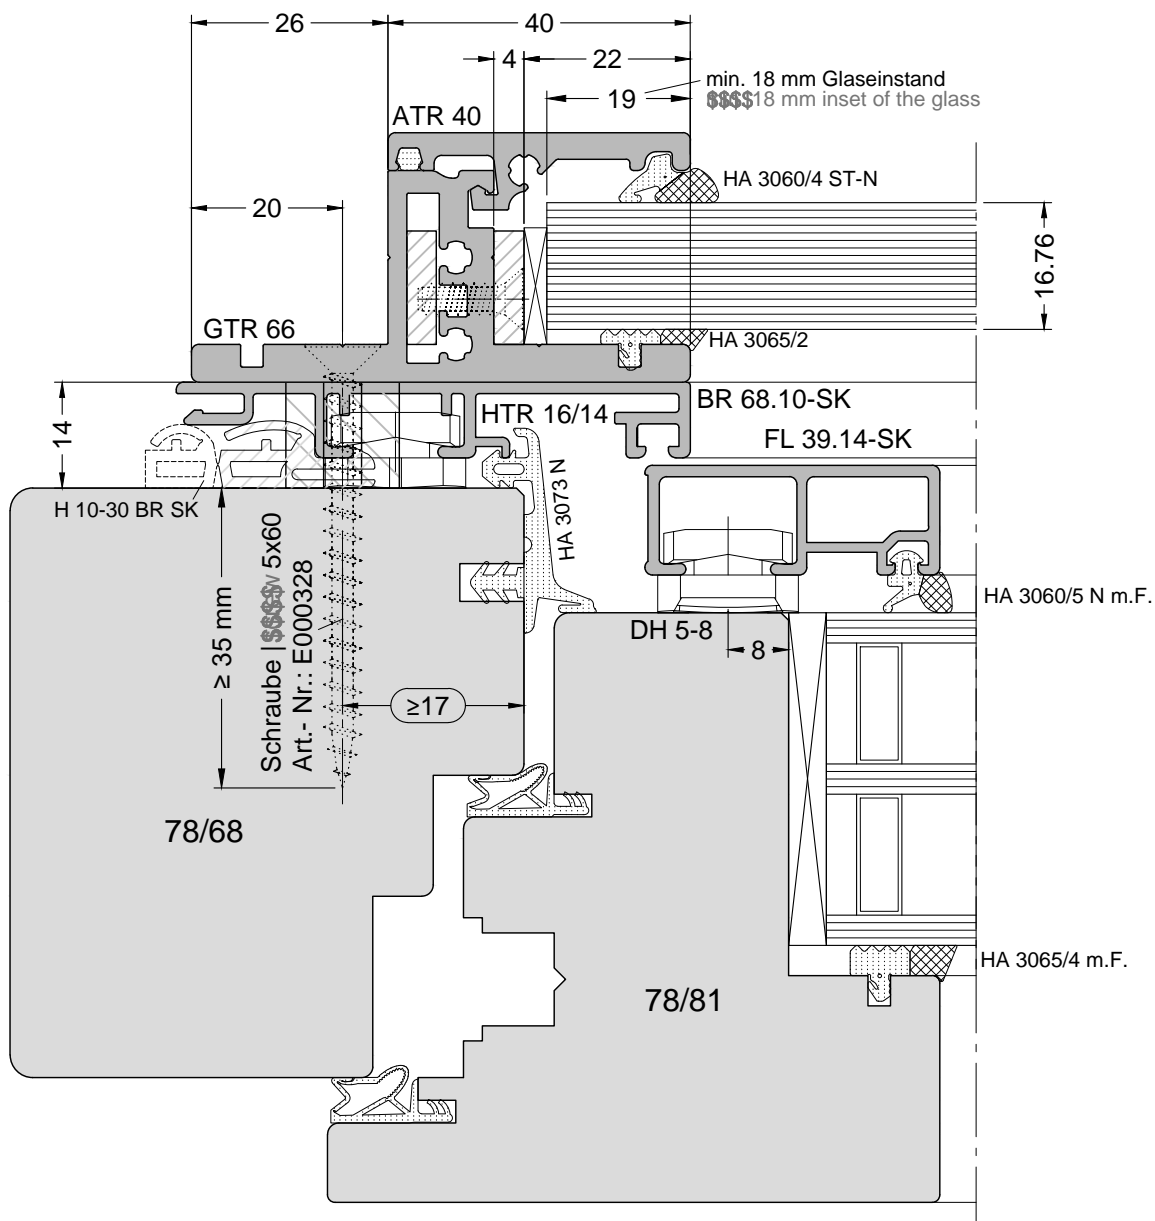 26
40
4
22
min. 18 mm Glaseinstand
19
18 mm inset of the glass
ATR 40
HA 3060/4 ST-N
20
16.76
GTR 66
HA 3065/2
BR 68.10-SK
14
HTR 16/14
FL 39.14-SK
HA 3073 N
H 10-30 BR SK
≥ 35 mm
Schraube | 5x60
Art.- Nr.: E000328
HA 3060/5 N m.F.
DH 5-8
8
≥17
78/68
HA 3065/4 m.F.
78/81